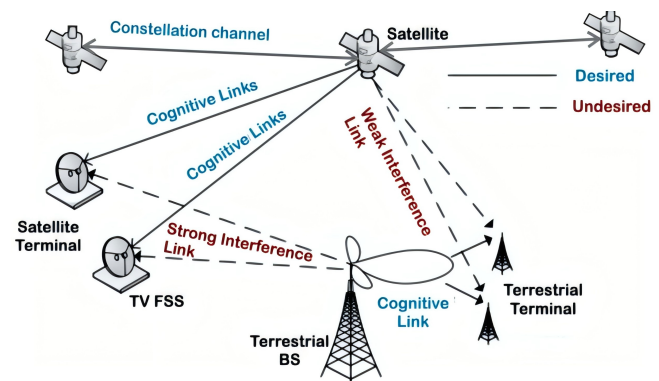 Constellation channel
Satellite
Desired
Undesired
Cognitive Links
Cognitive Links
Weak Interference
Link
Satellite
Terminal
Strong Interference
Link
TV FSS
Cognitive
Link
Terrestrial
Terminal
Terrestrial
BS